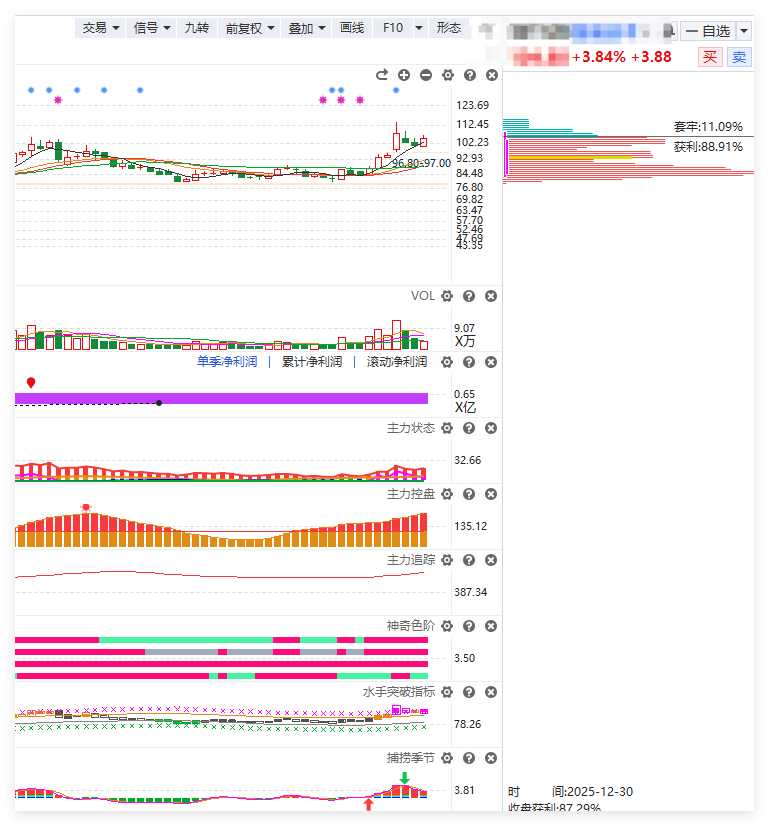 交易 信号 九转 前复权 叠加 画线 F10 形态
自选
+3.84% +3.88 买 卖
123.69
112.45
102.23
92.93
84.48
76.80
69.82
63.47
57.70
52.46
47.69
43.35
96.80-97.00
套牢:11.09%
获利:88.91%
VOL
9.07
X万
单季净利润 | 累计净利润 | 滚动净利润
0.65
X亿
主力状态
32.66
主力控盘
135.12
主力追踪
387.34
神奇色阶
3.50
水手突破指标
78.26
捕捞季节
3.81
时 间:2025-12-30
收盘获利:87.29%